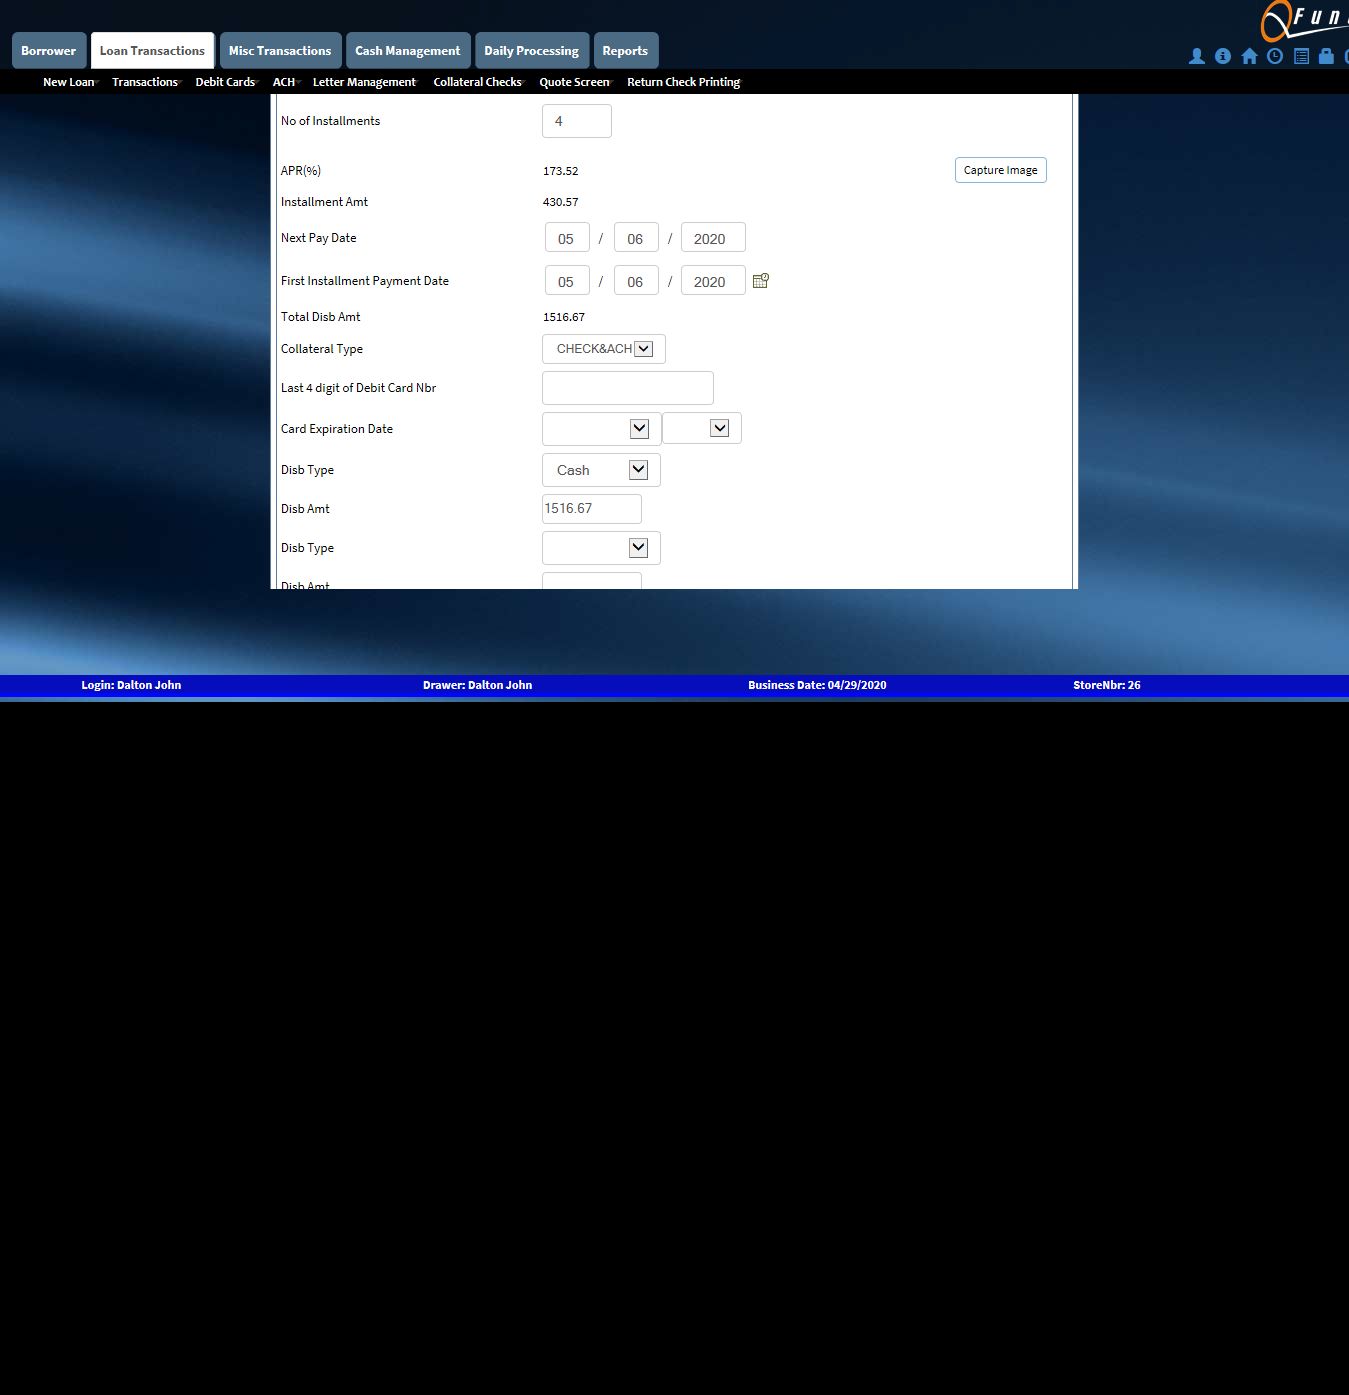 Fun
Borrower Loan Transactions Misc Transactions Cash Management Daily Processing Reports
New Loan Transactions Debit Cards ACH Letter Management Collateral Checks Quote Screen Return Check Printing
No of Installments 4
APR(%) 173.52 Capture Image
Installment Amt 430.57
Next Pay Date 05 / 06 / 2020
First Installment Payment Date 05 / 06 / 2020
Total Disb Amt 1516.67
Collateral Type CHECK&ACH
Last 4 digit of Debit Card Nbr
Card Expiration Date
Disb Type Cash
Disb Amt 1516.67
Disb Type
Disb Amt
Login: Dalton John Drawer: Dalton John Business Date: 04/29/2020 StoreNbr: 26